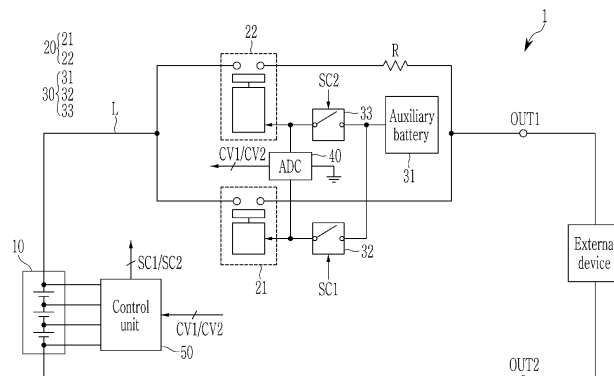 1
20{21
22
30{31
32
33
L
22
R
SC2
33
Auxiliary
battery
31
OUT1
CV1/CV2
40
ADC
21
32
SC1
10
SC1/SC2
Control
unit
50
CV1/CV2
External
device
OUT2